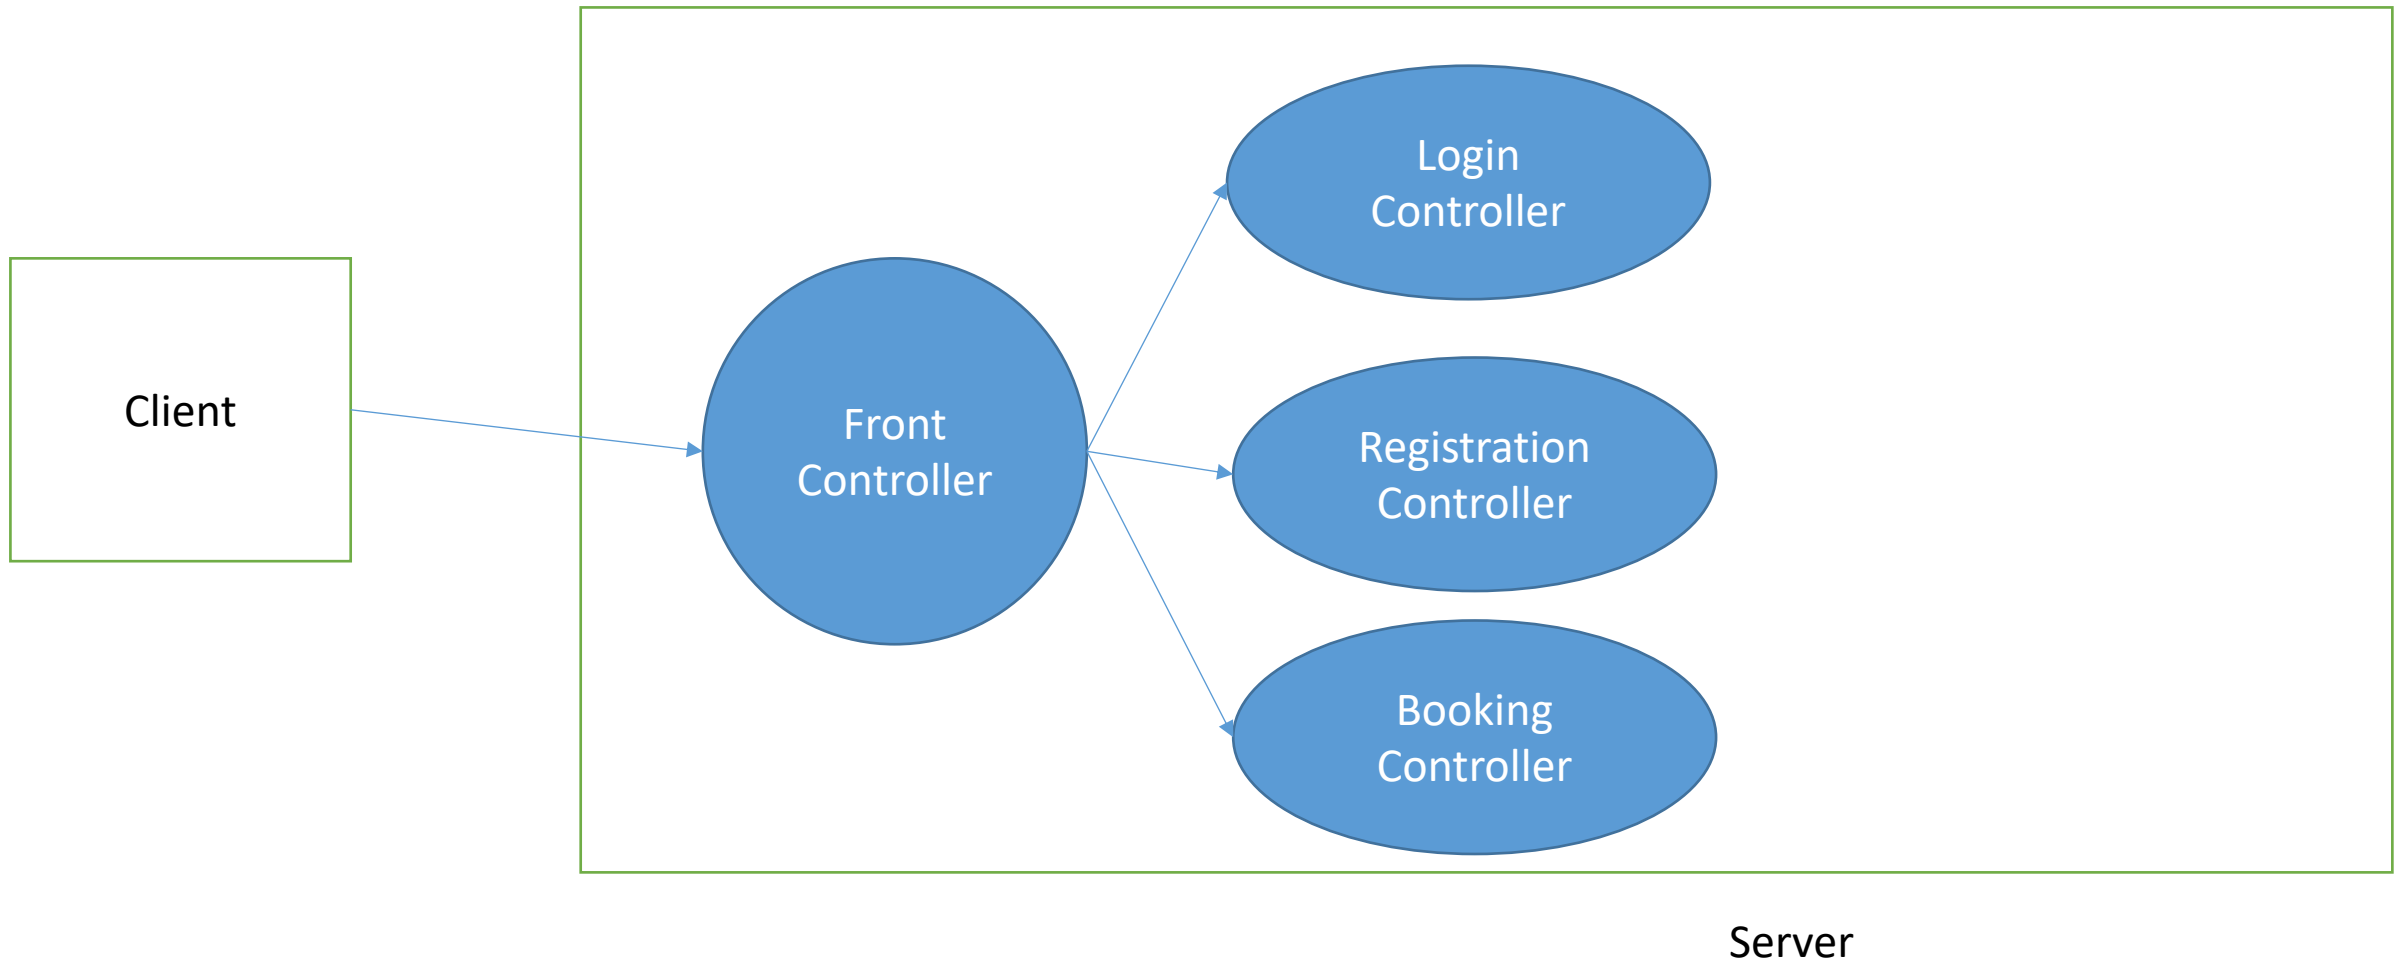 Client
Front
Controller
Login
Controller
Registration
Controller
Booking
Controller
Server